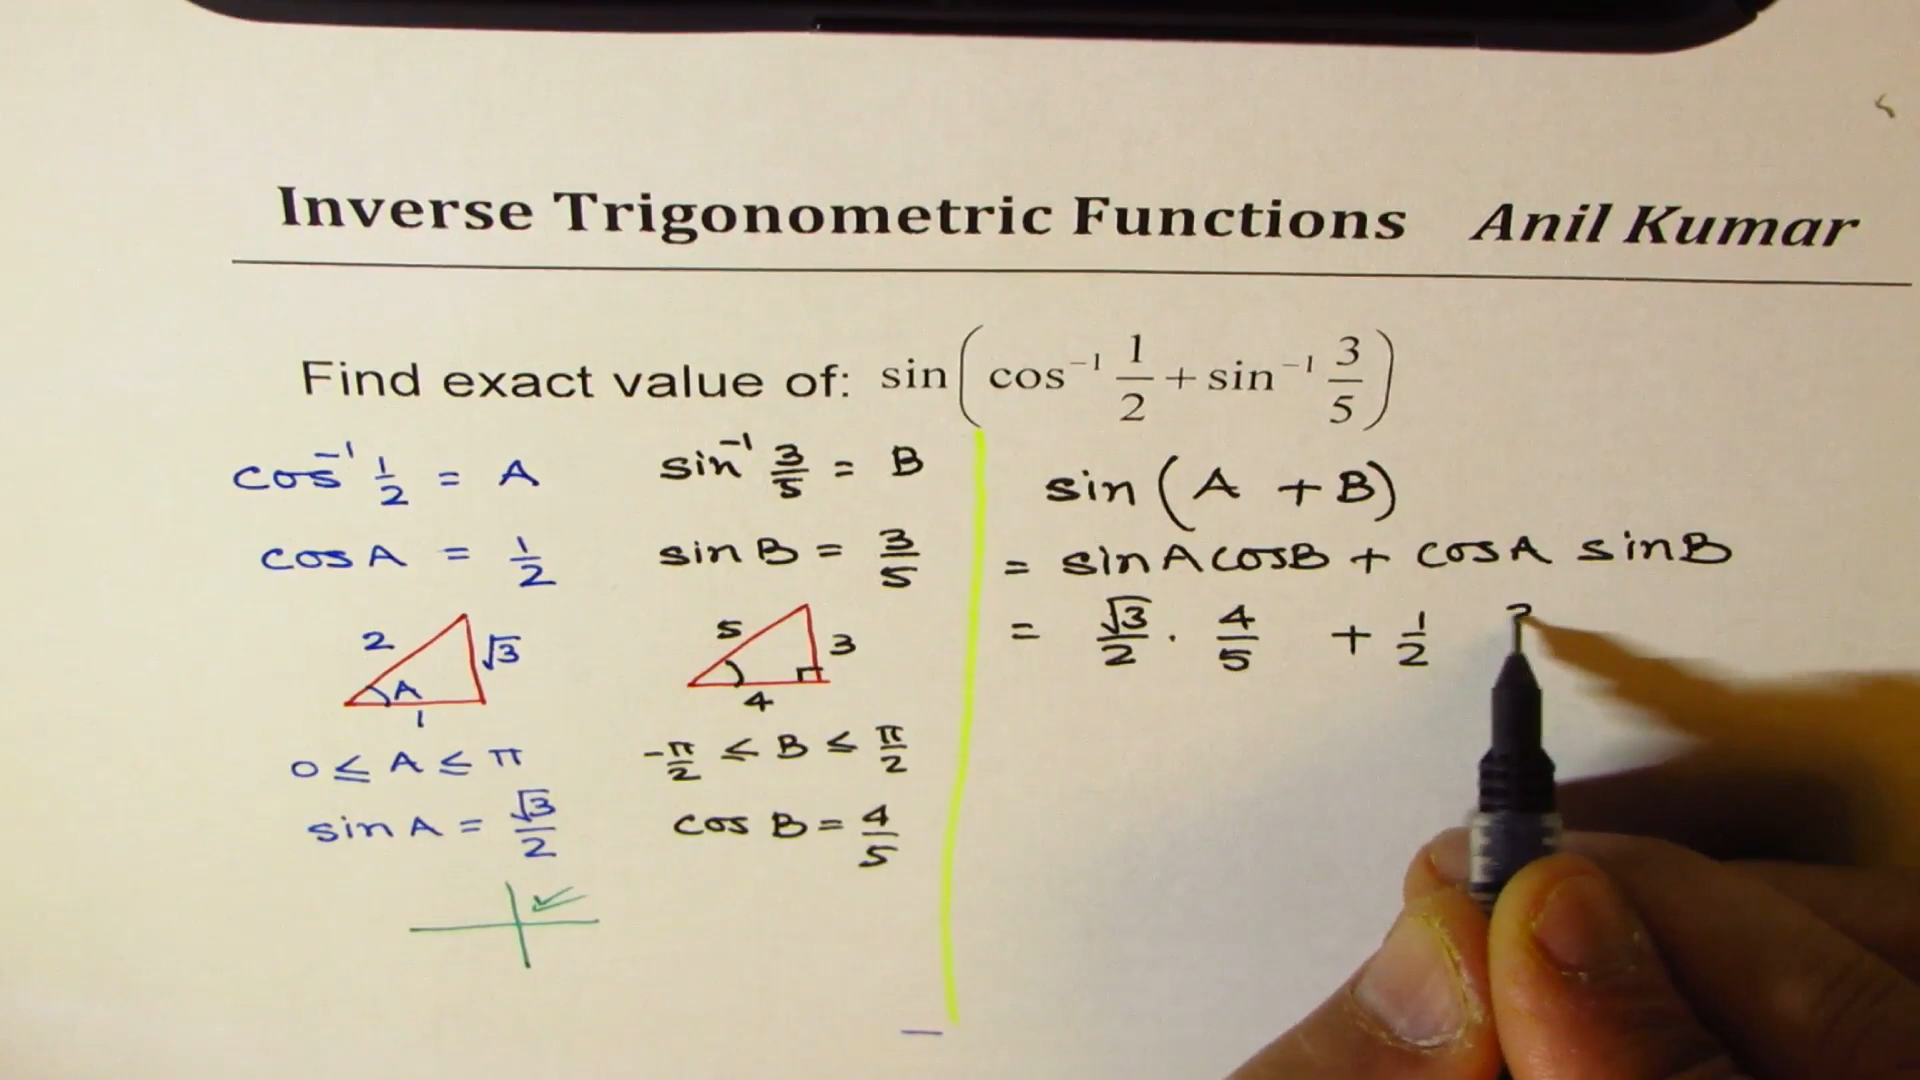 Inverse Trigonometric Functions Anil Kumar
Find exact value of: sin(cos⁻¹ 1/2 + sin⁻¹ 3/5)
cos⁻¹ 1/2 = A
cos A = 1/2
2
√3
A
1
0 ≤ A ≤ π
sin A = √3/2
sin⁻¹ 3/5 = B
sin B = 3/5
5
3
4
-π/2 ≤ B ≤ π/2
cos B = 4/5
sin (A + B)
= sin A cos B + cos A sin B
= √3/2 · 4/5 + 1/2